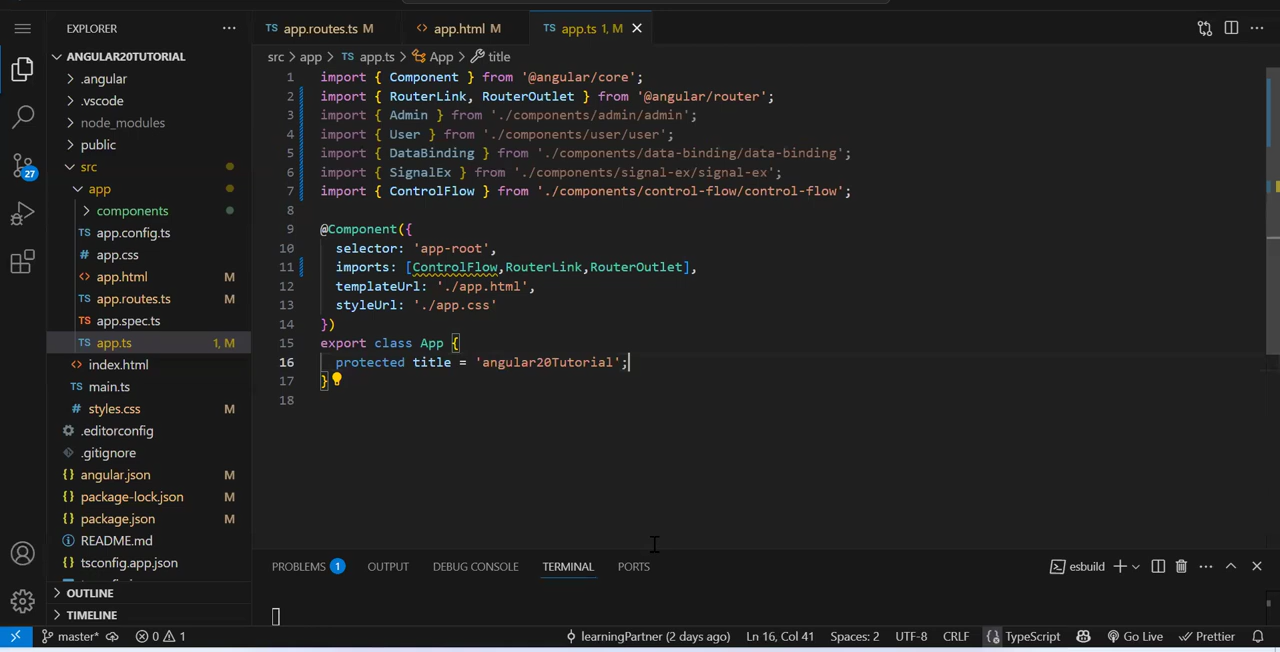 EXPLORER
ANGULAR20TUTORIAL
.angular
.vscode
node_modules
public
src
app
components
app.config.ts
app.css
app.html M
app.routes.ts M
app.spec.ts
app.ts 1, M
index.html
main.ts
styles.css M
.editorconfig
.gitignore
angular.json M
package-lock.json M
package.json M
README.md
tsconfig.app.json
OUTLINE
TIMELINE
27
app.routes.ts M
app.html M
app.ts 1, M
src > app > app.ts > App > title
1 import { Component } from '@angular/core';
2 import { RouterLink, RouterOutlet } from '@angular/router';
3 import { Admin } from './components/admin/admin';
4 import { User } from './components/user/user';
5 import { DataBinding } from './components/data-binding/data-binding';
6 import { SignalEx } from './components/signal-ex/signal-ex';
7 import { ControlFlow } from './components/control-flow/control-flow';
8
9 @Component({
10 selector: 'app-root',
11 imports: [ControlFlow,RouterLink,RouterOutlet],
12 templateUrl: './app.html',
13 styleUrl: './app.css'
14 })
15 export class App {
16 protected title = 'angular20Tutorial';
17 }
18
PROBLEMS 1 OUTPUT DEBUG CONSOLE TERMINAL PORTS
esbuild
master* 0 1 learningPartner (2 days ago) Ln 16, Col 41 Spaces: 2 UTF-8 CRLF TypeScript Go Live Prettier